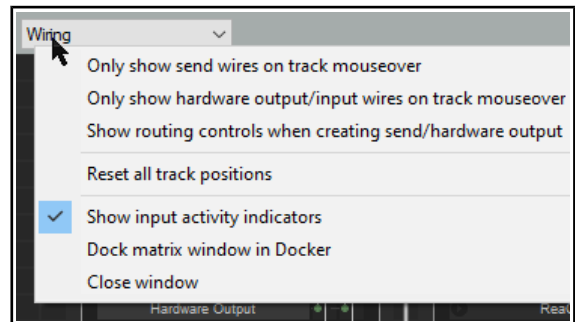 Wiring
Only show send wires on track mouseover
Only show hardware output/input wires on track mouseover
Show routing controls when creating send/hardware output
Reset all track positions
Show input activity indicators
Dock matrix window in Docker
Close window
Hardware Output